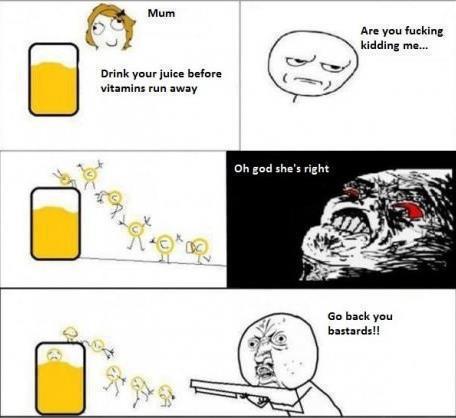 Mum
Drink your juice before
vitamins run away
Are you fucking
kidding me...
C
C
C
C
C
C
Oh god she's right
Go back you
bastards!!